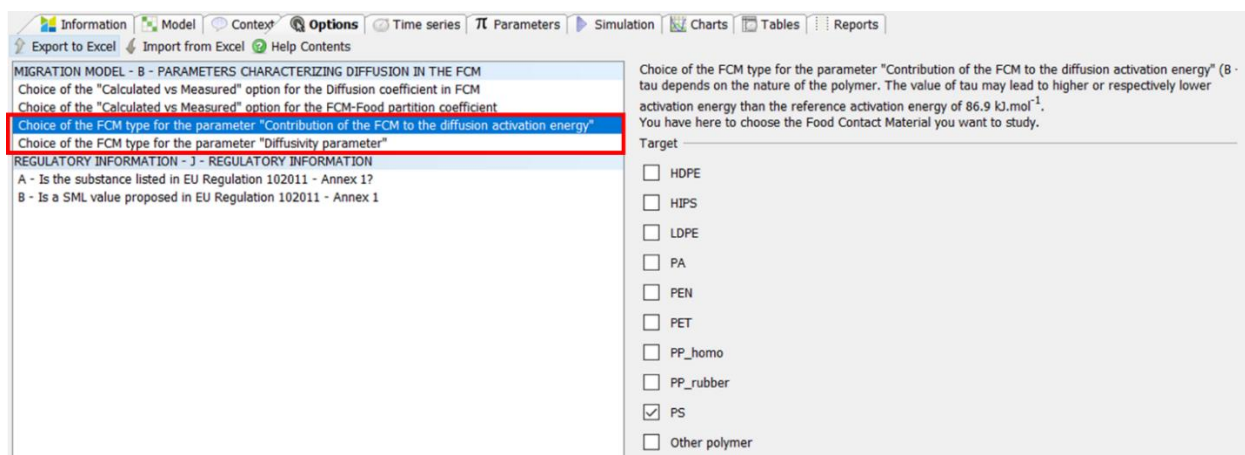 Information Model Context Options Time series π Parameters Simulation Charts Tables Reports
Export to Excel Import from Excel Help Contents
MIGRATION MODEL - B - PARAMETERS CHARACTERIZING DIFFUSION IN THE FCM
Choice of the "Calculated vs Measured" option for the Diffusion coefficient in FCM
Choice of the "Calculated vs Measured" option for the FCM-Food partition coefficient
Choice of the FCM type for the parameter "Contribution of the FCM to the diffusion activation energy"
Choice of the FCM type for the parameter "Diffusivity parameter"
REGULATORY INFORMATION - J - REGULATORY INFORMATION
A - Is the substance listed in EU Regulation 102011 - Annex 1?
B - Is a SML value proposed in EU Regulation 102011 - Annex 1
Choice of the FCM type for the parameter "Contribution of the FCM to the diffusion activation energy" (B -
tau depends on the nature of the polymer. The value of tau may lead to higher or respectively lower
activation energy than the reference activation energy of 86.9 kJ.mol⁻¹.
You have here to choose the Food Contact Material you want to study.
Target
HDPE
HIPS
LDPE
PA
PEN
PET
PP_homo
PP_rubber
PS
Other polymer